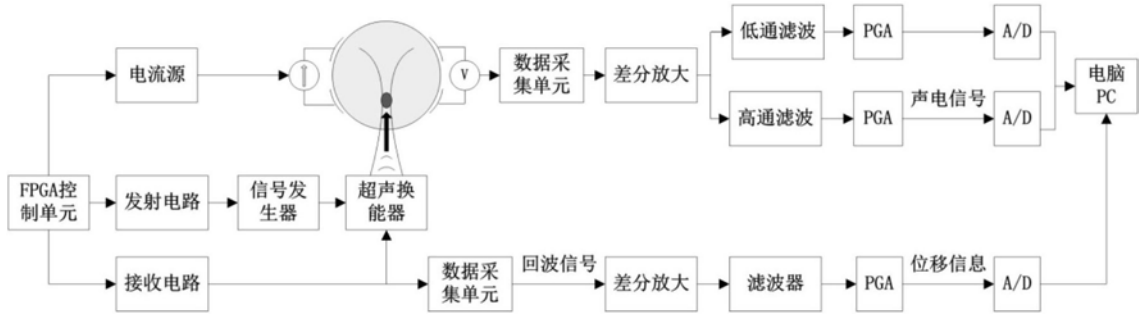 电流源
V
数据采
集单元
差分放大
低通滤波
PGA
A/D
高通滤波
PGA
声电信号
A/D
电脑
PC
FPGA控
制单元
发射电路
信号发
生器
超声换
能器
接收电路
数据采
集单元
回波信号
差分放大
滤波器
PGA
位移信息
A/D